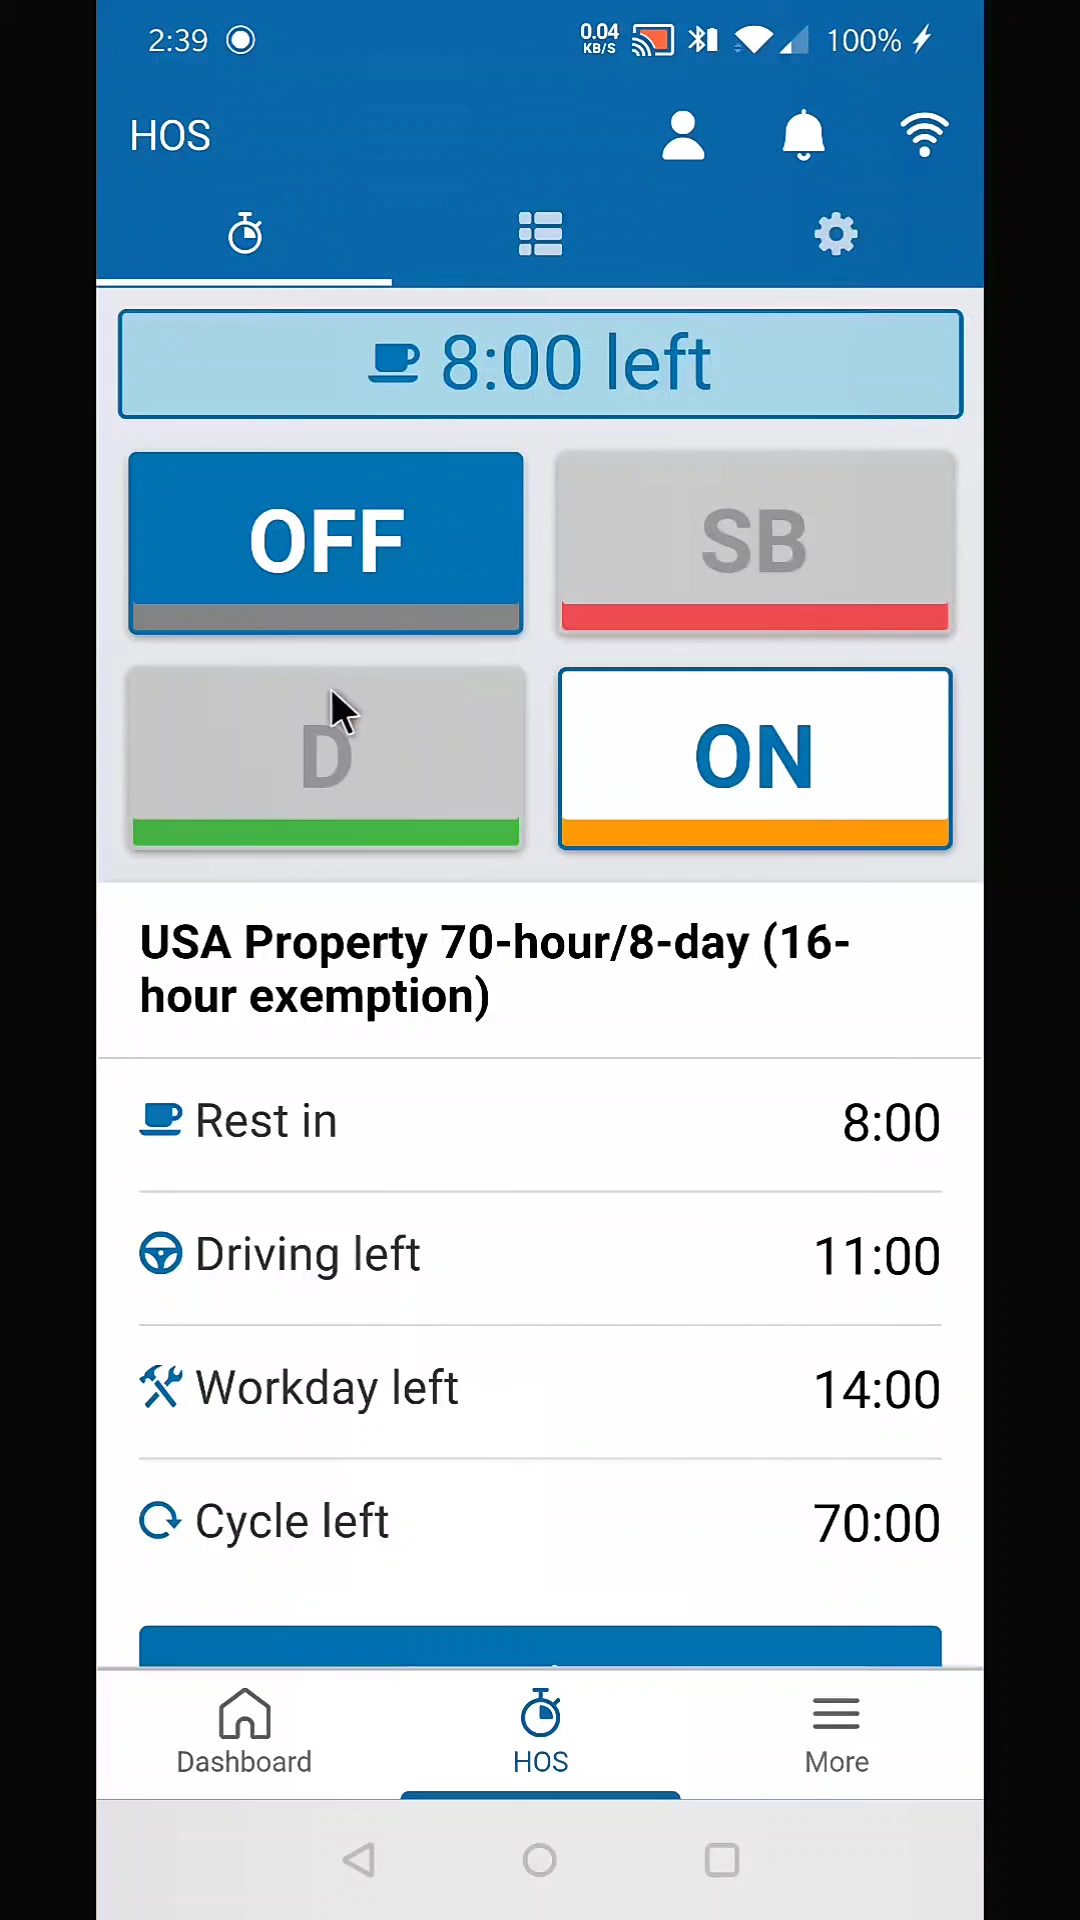 2:39
0.04
KB/S
100%
HOS
8:00 left
OFF
SB
D
ON
USA Property 70-hour/8-day (16-
hour exemption)
Rest in 8:00
Driving left 11:00
Workday left 14:00
Cycle left 70:00
Dashboard
HOS
More